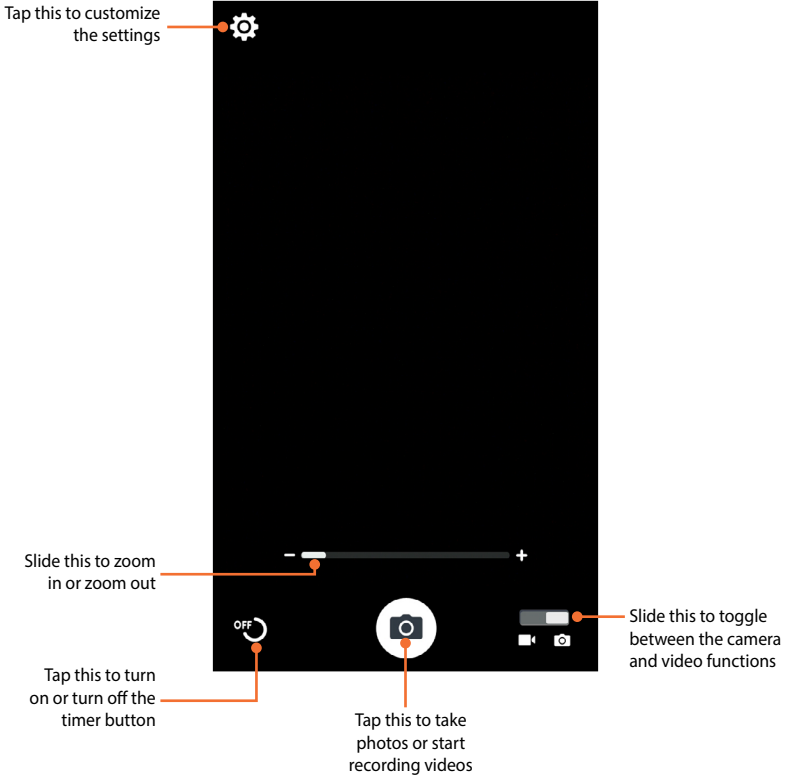 Tap this to customize
the settings
Slide this to zoom
in or zoom out
OFF
Slide this to toggle
between the camera
and video functions
Tap this to turn
on or turn off the
timer button
Tap this to take
photos or start
recording videos